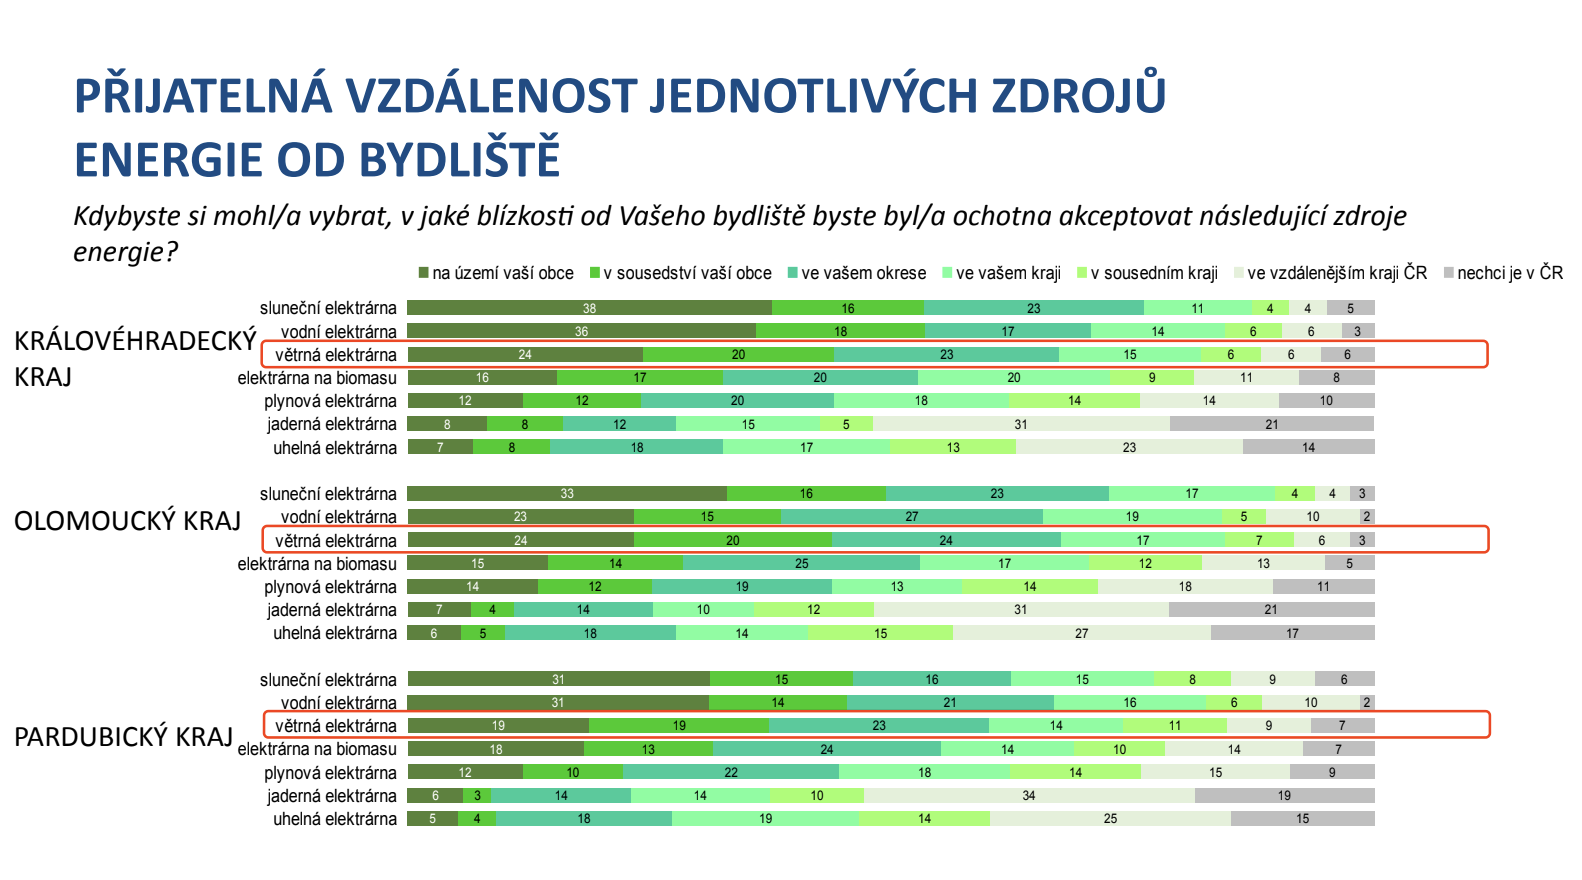 PŘIJATELNÁ VZDÁLENOST JEDNOTLIVÝCH ZDROJŮ
ENERGIE OD BYDLIŠTĚ
Kdybyste si mohl/a vybrat, v jaké blízkosti od Vašeho bydliště byste byl/a ochotna akceptovat následující zdroje
energie?
na území vaší obce v sousedství vaší obce ve vašem okrese ve vašem kraji v sousedním kraji ve vzdálenějším kraji ČR nechci je v ČR
KRÁLOVÉHRADECKÝ
KRAJ
sluneční elektrárna 38 16 23 11 4 4 5
vodní elektrárna 36 18 17 14 6 6 3
větrná elektrárna 24 20 23 15 6 6 6
elektrárna na biomasu 16 17 20 20 9 11 8
plynová elektrárna 12 12 20 18 14 14 10
jaderná elektrárna 8 8 12 15 5 31 21
uhelná elektrárna 7 8 18 17 13 23 14
OLOMOUCKÝ KRAJ
sluneční elektrárna 33 16 23 17 4 4 3
vodní elektrárna 23 15 27 19 5 10 2
větrná elektrárna 24 20 24 17 7 6 3
elektrárna na biomasu 15 14 25 17 12 13 5
plynová elektrárna 14 12 19 13 14 18 11
jaderná elektrárna 7 4 14 10 12 31 21
uhelná elektrárna 6 5 18 14 15 27 17
PARDUBICKÝ KRAJ
sluneční elektrárna 31 15 16 15 8 9 6
vodní elektrárna 31 14 21 16 6 10 2
větrná elektrárna 19 19 23 14 11 9 7
elektrárna na biomasu 18 13 24 14 10 14 7
plynová elektrárna 12 10 22 18 14 15 9
jaderná elektrárna 6 3 14 14 10 34 19
uhelná elektrárna 5 4 18 19 14 25 15